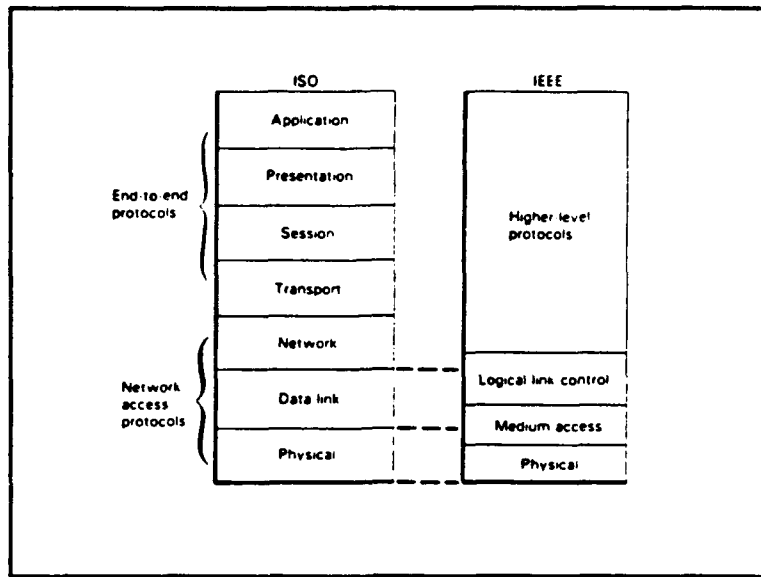 ISO
IEEE
Application
Presentation
End-to-end
protocols
Session
Transport
Higher-level
protocols
Network
Network
access
protocols
Data link
Physical
Logical link control
Medium access
Physical